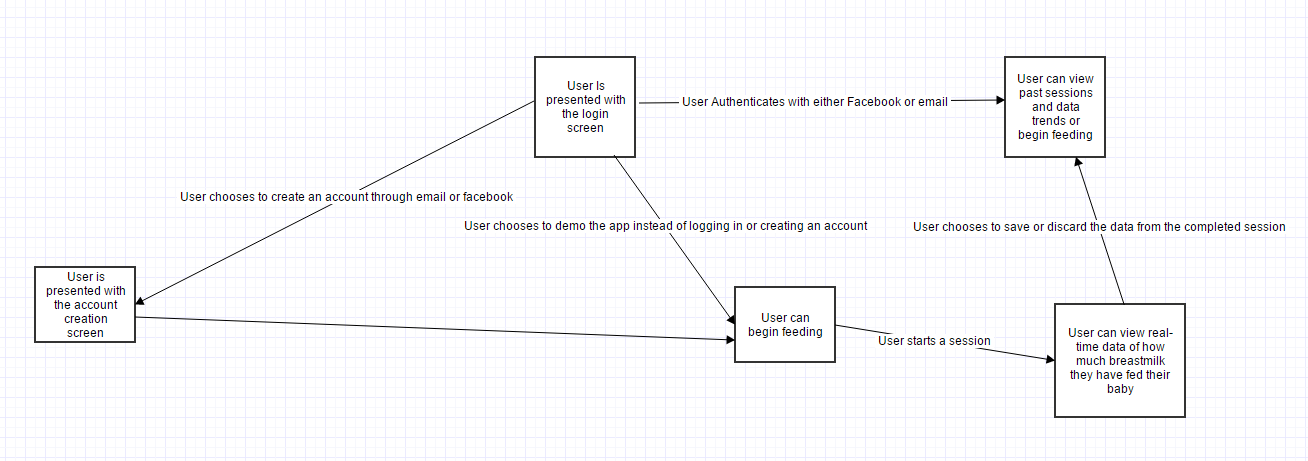 User Is
presented with
the login
screen
User Authenticates with either Facebook or email
User can view
past sessions
and data
trends or
begin feeding
User chooses to create an account through email or facebook
User chooses to demo the app instead of logging in or creating an account
User chooses to save or discard the data from the completed session
User is
presented with
the account
creation
screen
User can
begin feeding
User starts a session
User can view real-
time data of how
much breastmilk
they have fed their
baby